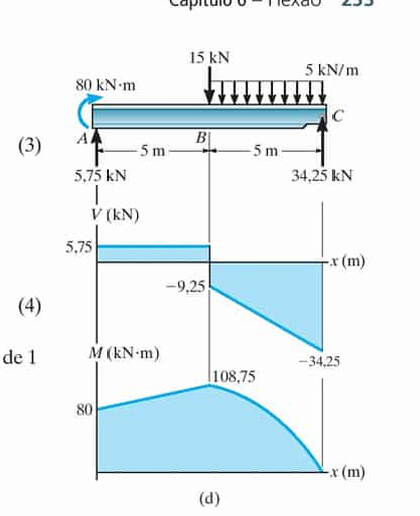 Capítulo 6 – Flexão 253
15 kN
5 kN/m
80 kN·m
A
B
C
(3)
5 m
5 m
5,75 kN
34,25 kN
V (kN)
5,75
x (m)
−9,25
(4)
−34,25
de 1
M (kN·m)
108,75
80
x (m)
(d)